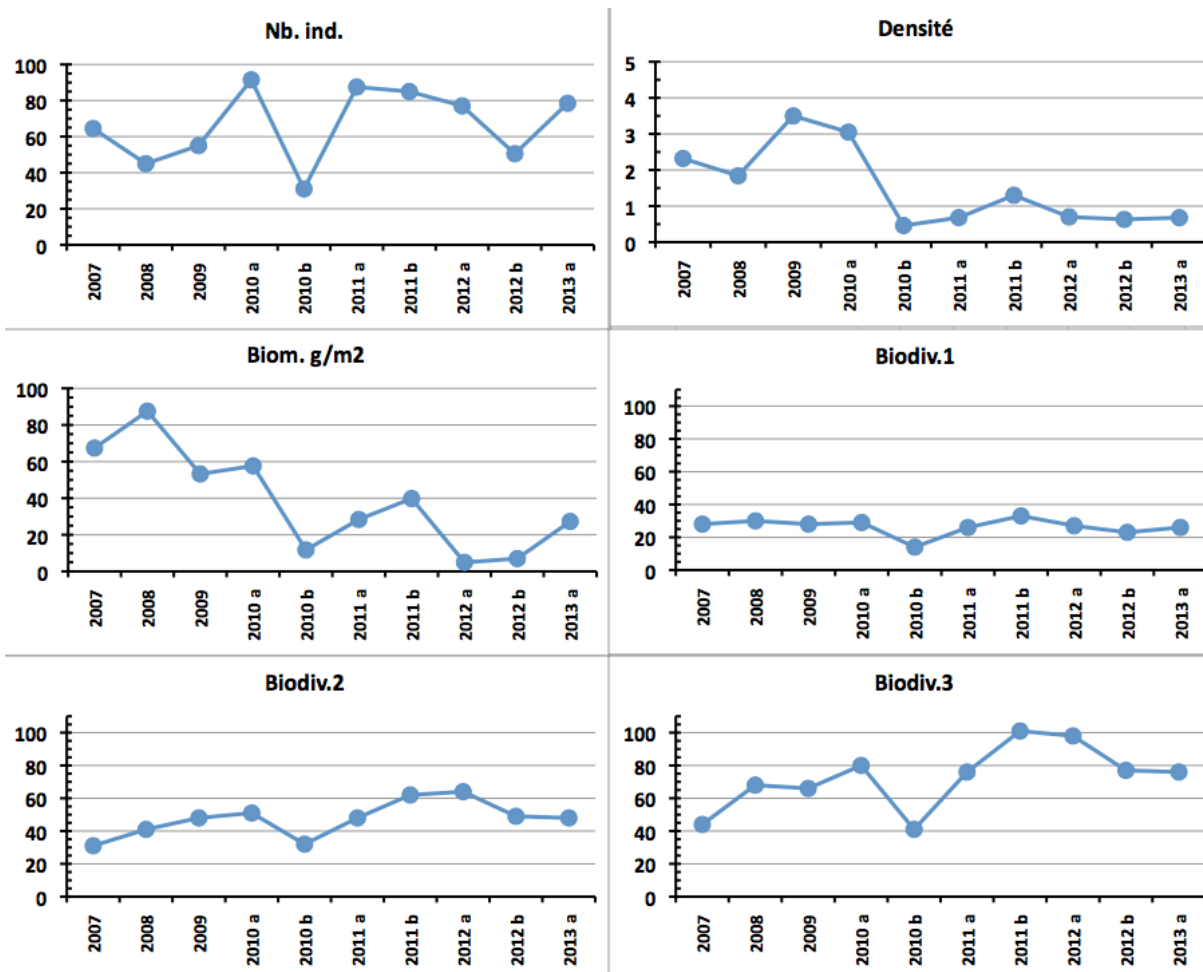 Nb. ind.
100
80
60
40
20
0
2007
2008
2009
2010 a
2010 b
2011 a
2011 b
2012 a
2012 b
2013 a
Densité
5
4
3
2
1
0
2007
2008
2009
2010 a
2010 b
2011 a
2011 b
2012 a
2012 b
2013 a
Biom. g/m2
100
80
60
40
20
0
2007
2008
2009
2010 a
2010 b
2011 a
2011 b
2012 a
2012 b
2013 a
Biodiv.1
100
80
60
40
20
0
2007
2008
2009
2010 a
2010 b
2011 a
2011 b
2012 a
2012 b
2013 a
Biodiv.2
100
80
60
40
20
0
2007
2008
2009
2010 a
2010 b
2011 a
2011 b
2012 a
2012 b
2013 a
Biodiv.3
100
80
60
40
20
0
2007
2008
2009
2010 a
2010 b
2011 a
2011 b
2012 a
2012 b
2013 a